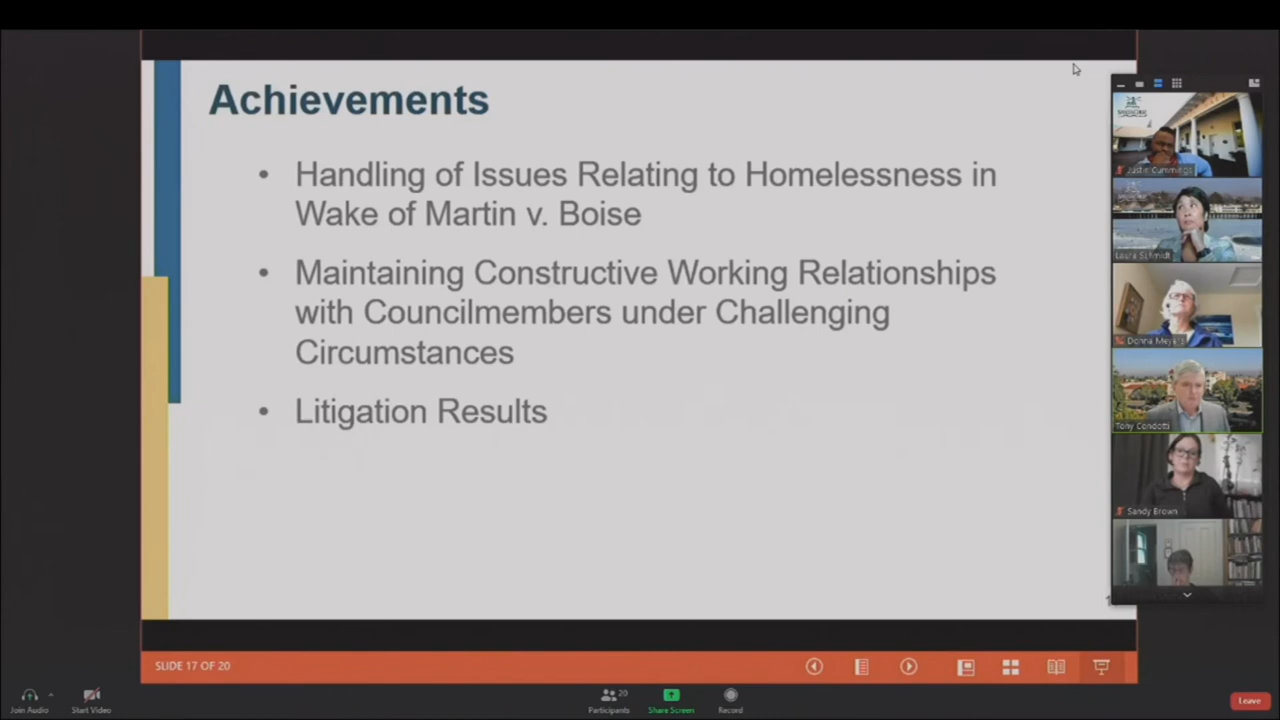 Achievements
• Handling of Issues Relating to Homelessness in
Wake of Martin v. Boise
• Maintaining Constructive Working Relationships
with Councilmembers under Challenging
Circumstances
• Litigation Results
SLIDE 17 OF 20
Justin Cummings
Laura Schmidt
Donna Meyers
Tony Condotti
Sandy Brown
Join Audio
Start Video
20
Participants
Share Screen
Record
Leave